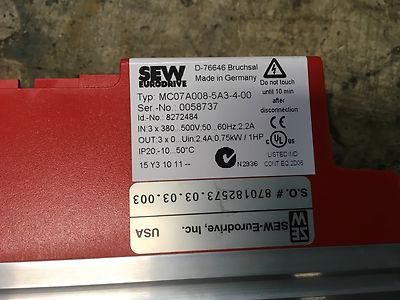 SEW
EURODRIVE
D-76646 Bruchsal
Made in Germany
Do not touch
until 10 min
after
disconnection
Typ: MC07A008-5A3-4-00
Ser.-No.: 0058737
Id.-No.: 8272484
IN:3 x 380...500V;50...60Hz;2.2A
OUT:3 x 0...Uin;2.4A;0,75kW / 1HP
IP20;-10...50°C
15 Y3 10 11 --
N2936
LISTED IND
CONT EQ 2D06
S.O.# 870182573.03.03.003
SEW
SEW-Eurodrive, Inc.
USA